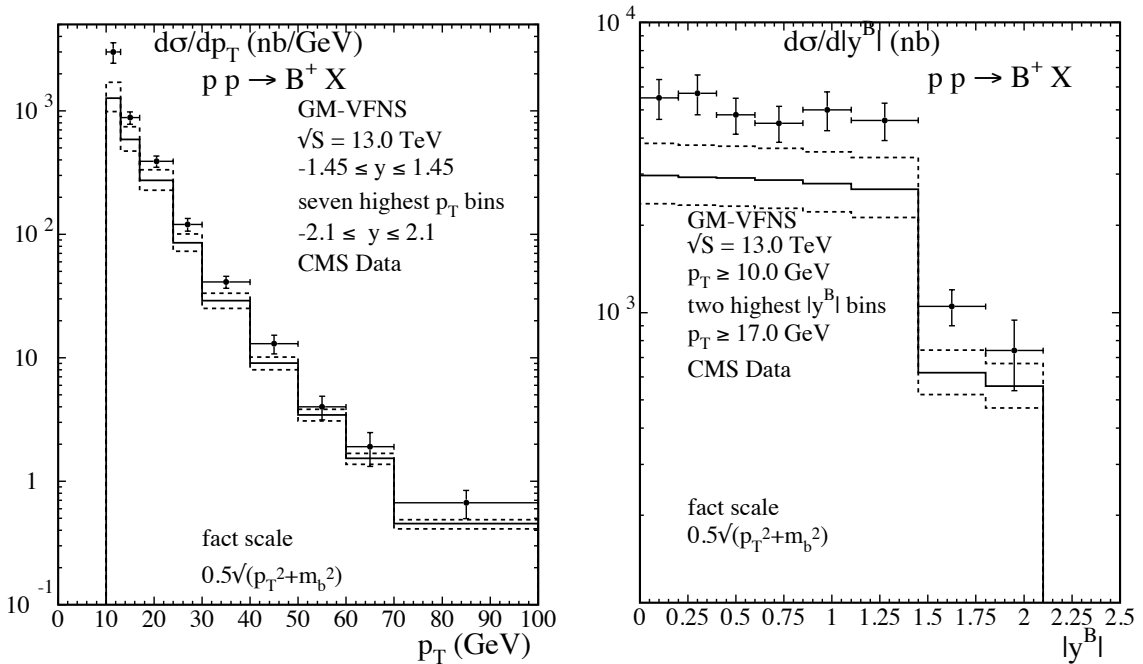 dσ/dp_T (nb/GeV)
p p → B⁺ X
GM-VFNS
√S = 13.0 TeV
-1.45 ≤ y ≤ 1.45
seven highest p_T bins
-2.1 ≤ y ≤ 2.1
CMS Data
fact scale
0.5√(p_T²+m_b²)
10³
10²
10
1
10⁻¹
0 10 20 30 40 50 60 70 80 90 100
p_T (GeV)
dσ/d|y^B| (nb)
p p → B⁺ X
GM-VFNS
√S = 13.0 TeV
p_T ≥ 10.0 GeV
two highest |y^B| bins
p_T ≥ 17.0 GeV
CMS Data
fact scale
0.5√(p_T²+m_b²)
10⁴
10³
0 0.25 0.5 0.75 1 1.25 1.5 1.75 2 2.25 2.5
|y^B|